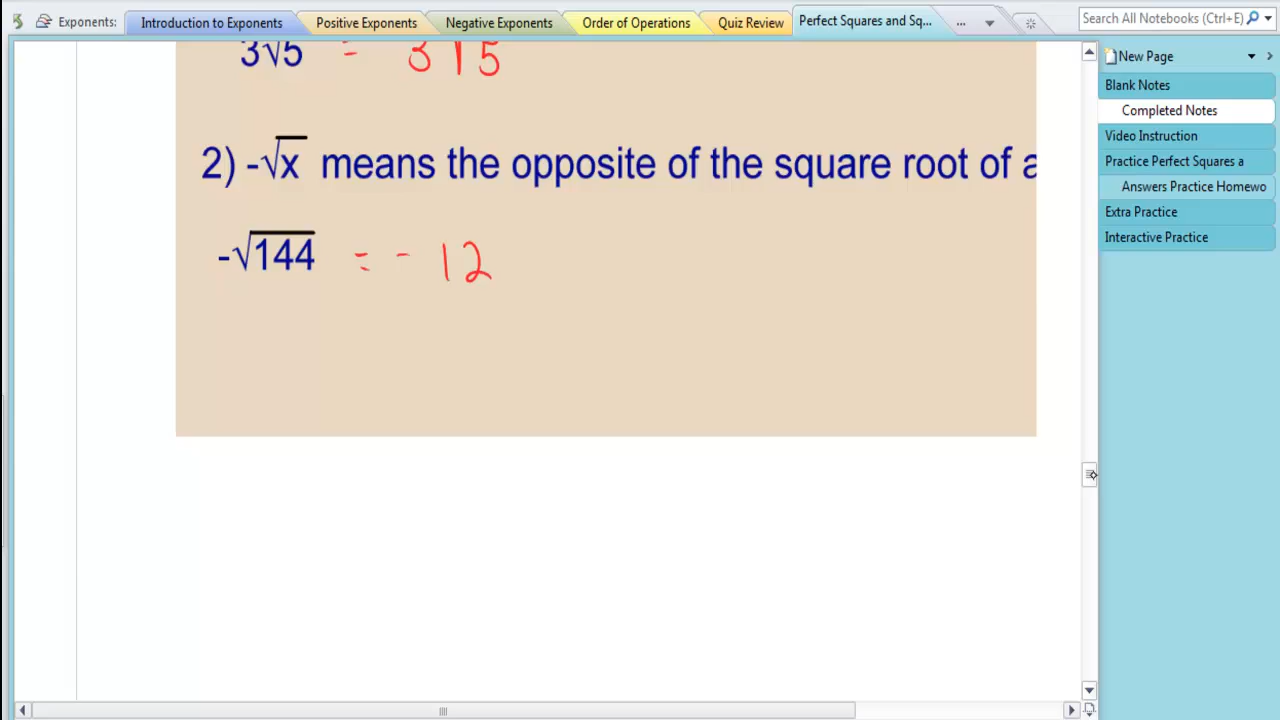 Exponents:
Introduction to Exponents
Positive Exponents
Negative Exponents
Order of Operations
Quiz Review
Perfect Squares and Sq...
...
Search All Notebooks (Ctrl+E)
New Page
Blank Notes
Completed Notes
Video Instruction
Practice Perfect Squares a
Answers Practice Homewo
Extra Practice
Interactive Practice
3√5 = 3√5
2) -√x means the opposite of the square root of a
-√144 = - 12